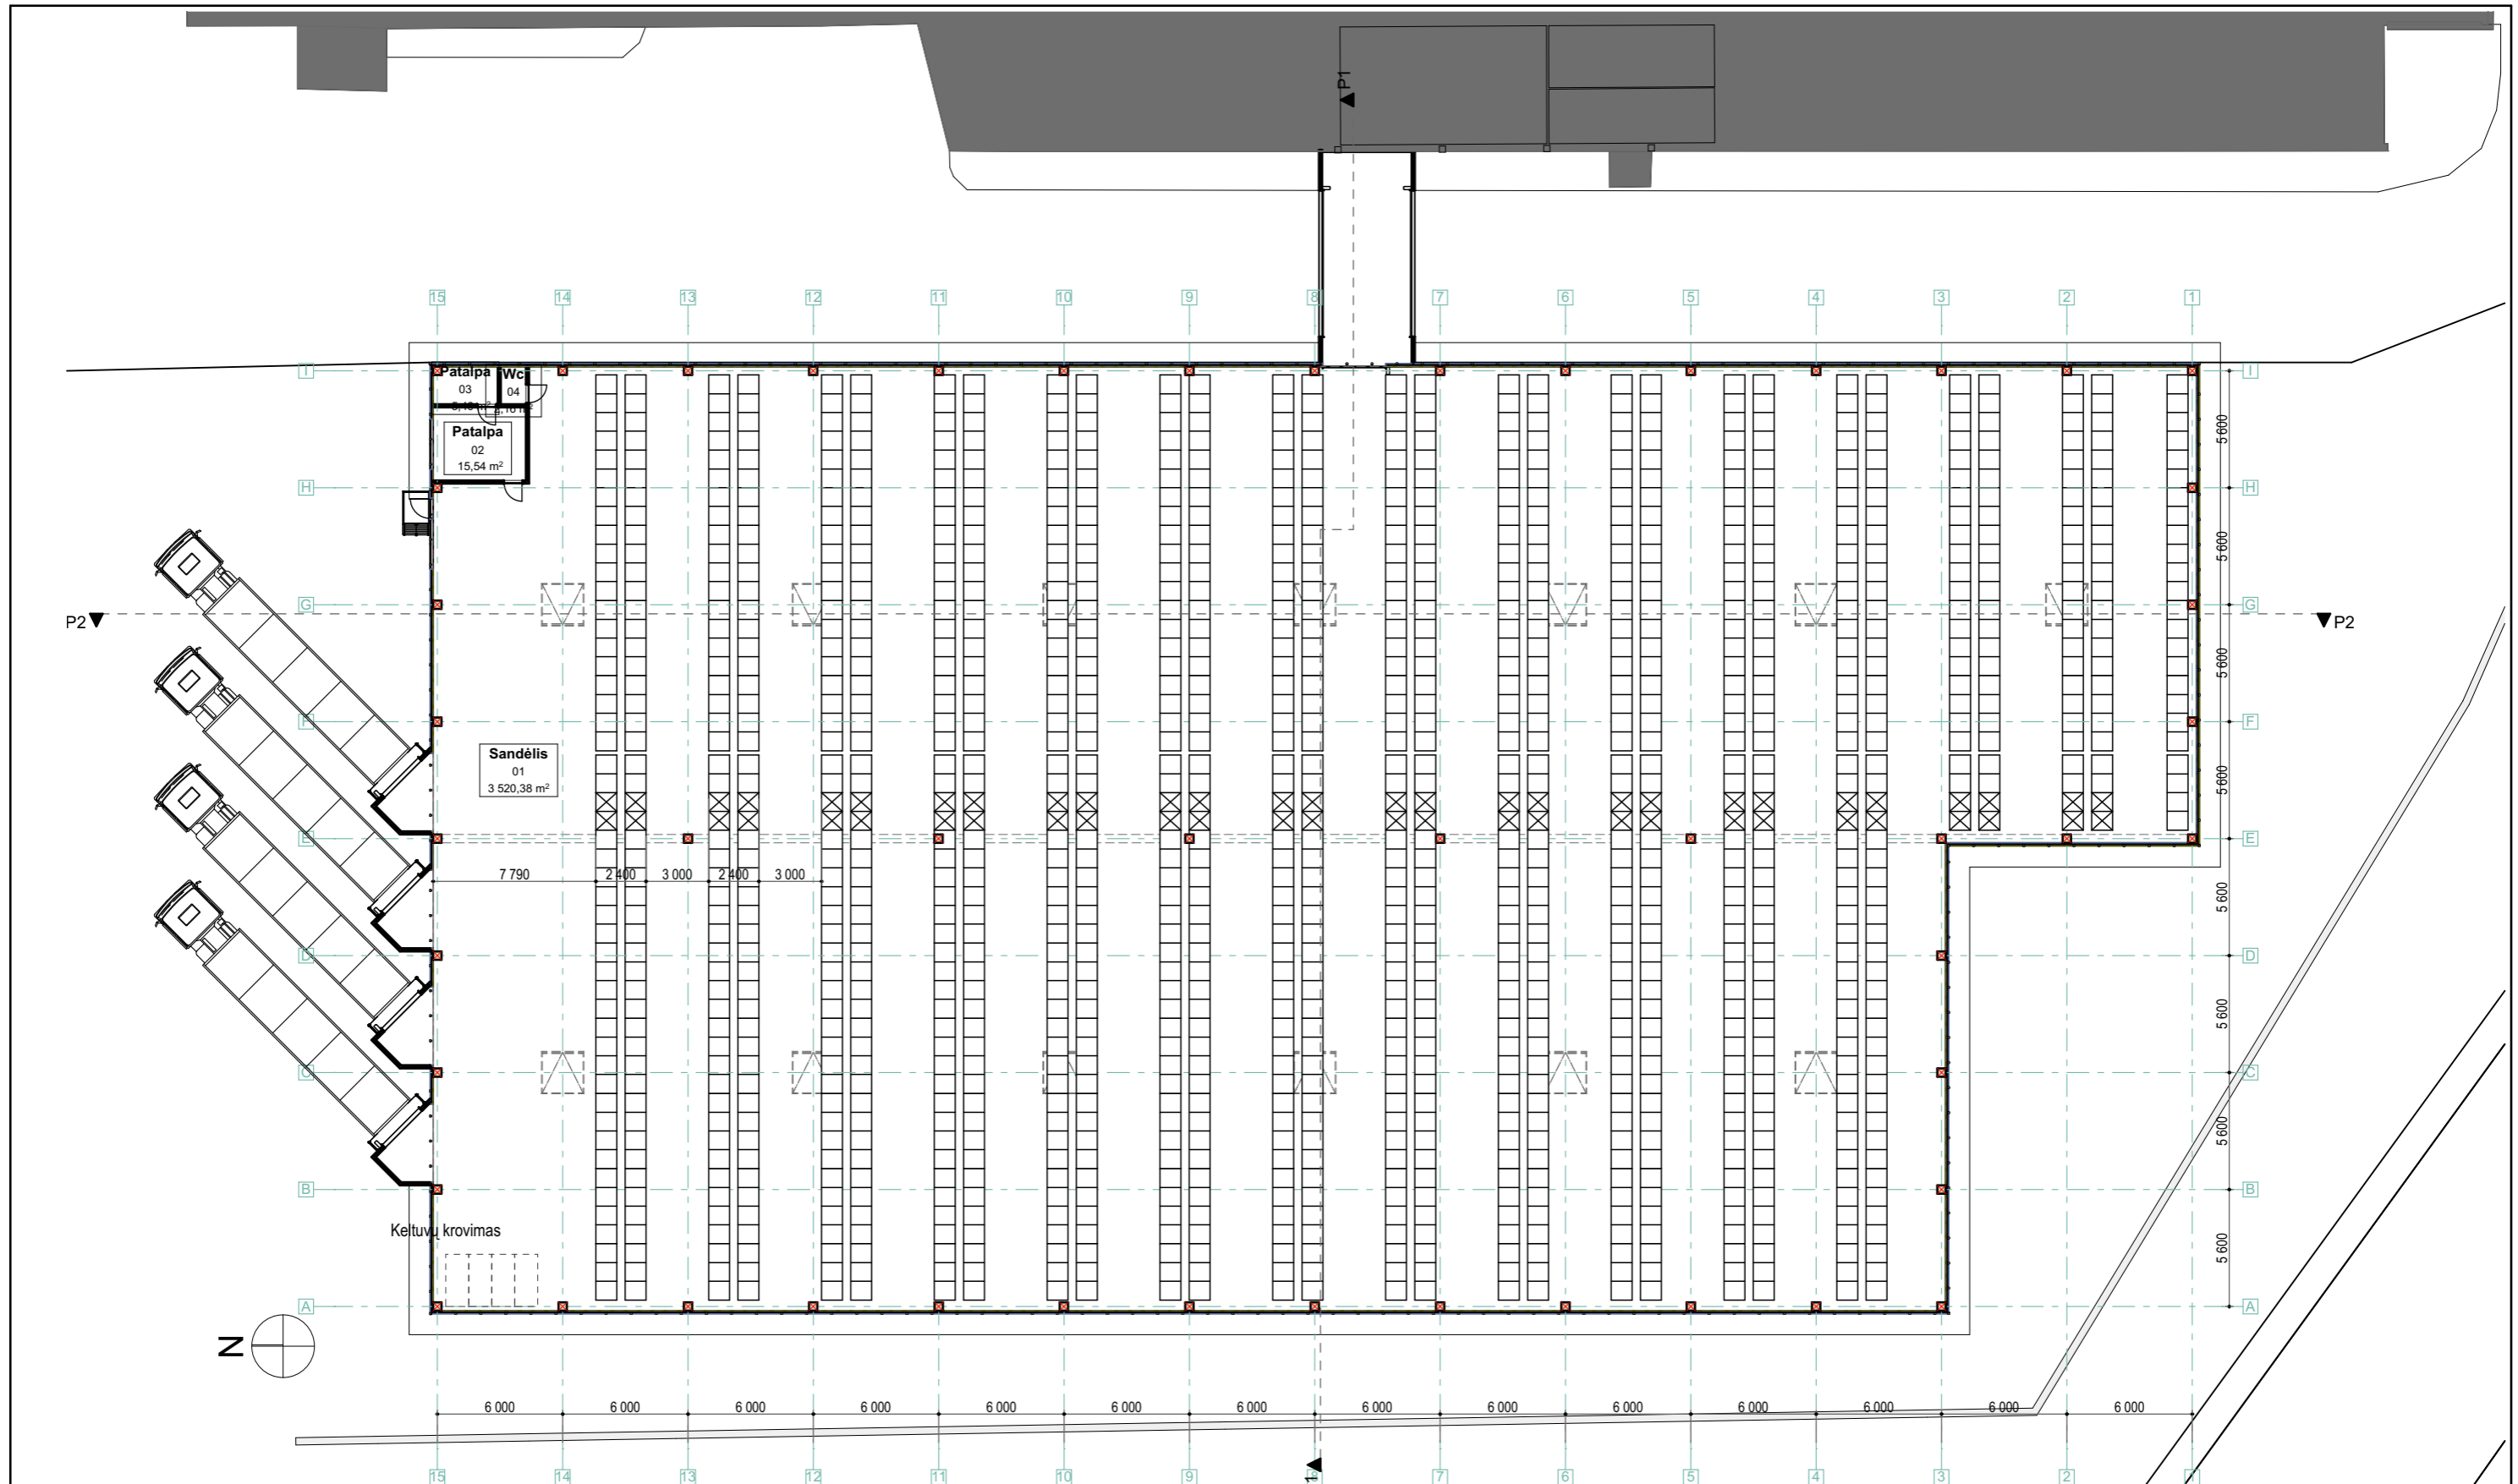 P1
15 14 13 12 11 10 9 8 7 6 5 4 3 2 1
I Patalpa Wc I
03 04
2,16 m²
5 600
Patalpa
02
15,54 m²
H H
5 600
G G
P2 P2
5 600
F F
Sandėlis
01
3 520,38 m²
5 600
E E
7 790 2 400 3 000 2 400 3 000
5 600
D D
5 600
C C
5 600
B B
Keltuvų krovimas
5 600
A A
N
6 000 6 000 6 000 6 000 6 000 6 000 6 000 6 000 6 000 6 000 6 000 6 000 6 000 6 000
15 14 13 12 11 10 9 8 7 6 5 4 3 2 1